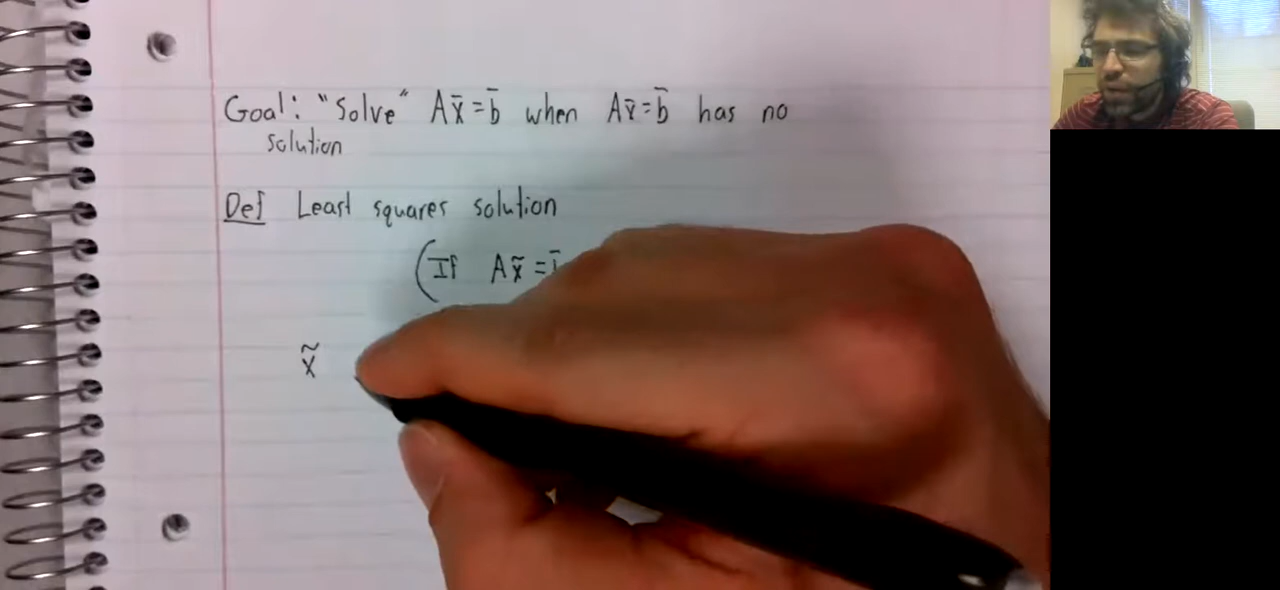 Goal: "Solve" Ax̄=b̄ when Ax̄=b̄ has no
solution
Def Least squares solution
(If Ax̃=
x̃